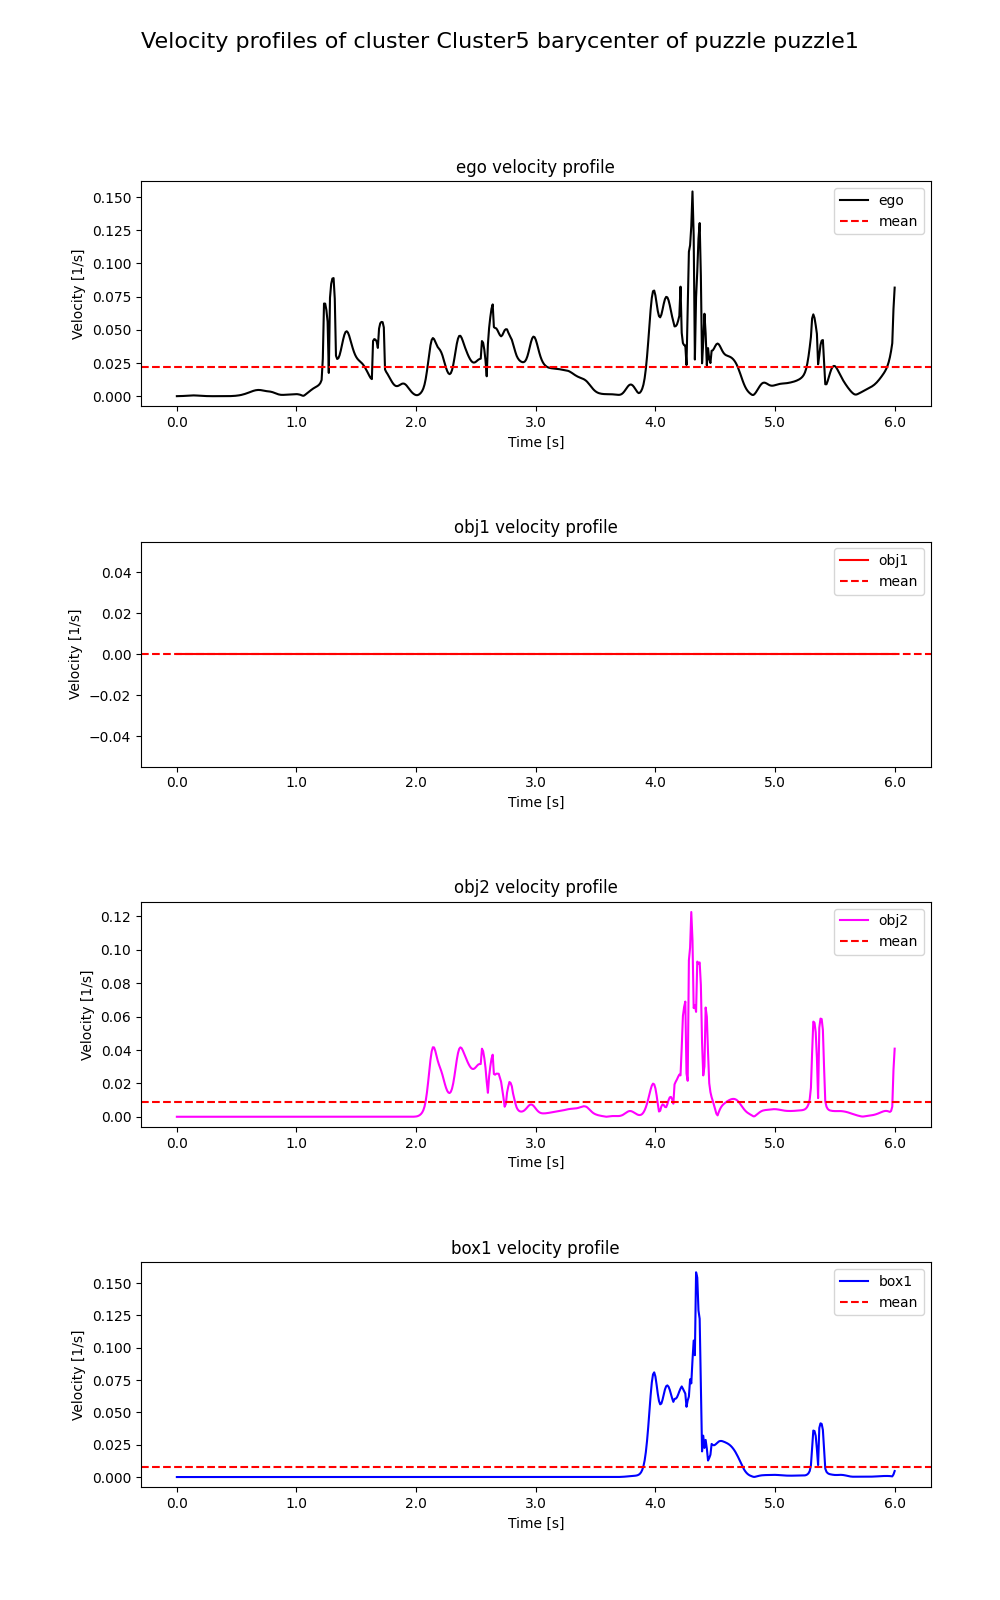 Velocity profiles of cluster Cluster5 barycenter of puzzle puzzle1
ego velocity profile
ego
mean
0.150
0.125
0.100
0.075
0.050
0.025
0.000
Velocity [1/s]
0.0 1.0 2.0 3.0 4.0 5.0 6.0
Time [s]
obj1 velocity profile
obj1
mean
0.04
0.02
0.00
−0.02
−0.04
Velocity [1/s]
0.0 1.0 2.0 3.0 4.0 5.0 6.0
Time [s]
obj2 velocity profile
obj2
mean
0.12
0.10
0.08
0.06
0.04
0.02
0.00
Velocity [1/s]
0.0 1.0 2.0 3.0 4.0 5.0 6.0
Time [s]
box1 velocity profile
box1
mean
0.150
0.125
0.100
0.075
0.050
0.025
0.000
Velocity [1/s]
0.0 1.0 2.0 3.0 4.0 5.0 6.0
Time [s]